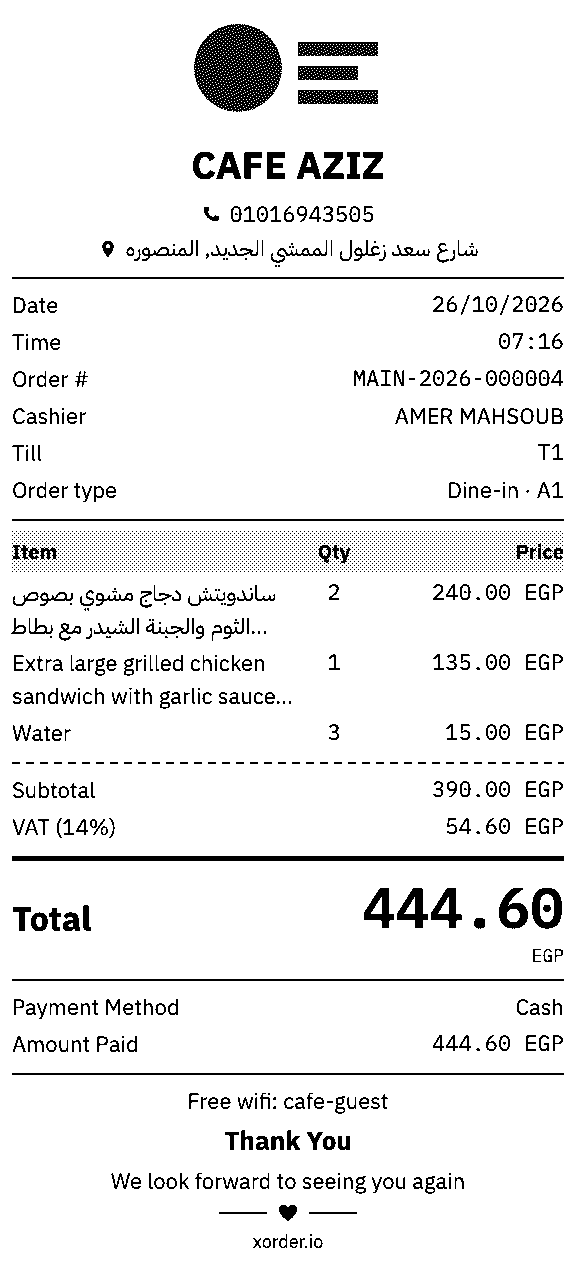 CAFE AZIZ
01016943505
شارع سعد زغلول الممشي الجديد, المنصوره
Date 26/10/2026
Time 07:16
Order # MAIN-2026-000004
Cashier AMER MAHSOUB
Till T1
Order type Dine-in · A1
Item Qty Price
ساندويتش دجاج مشوي بصوص 2 240.00 EGP
الثوم والجبنة الشيدر مع بطاط...
Extra large grilled chicken 1 135.00 EGP
sandwich with garlic sauce...
Water 3 15.00 EGP
Subtotal 390.00 EGP
VAT (14%) 54.60 EGP
Total 444.60
EGP
Payment Method Cash
Amount Paid 444.60 EGP
Free wifi: cafe-guest
Thank You
We look forward to seeing you again
xorder.io